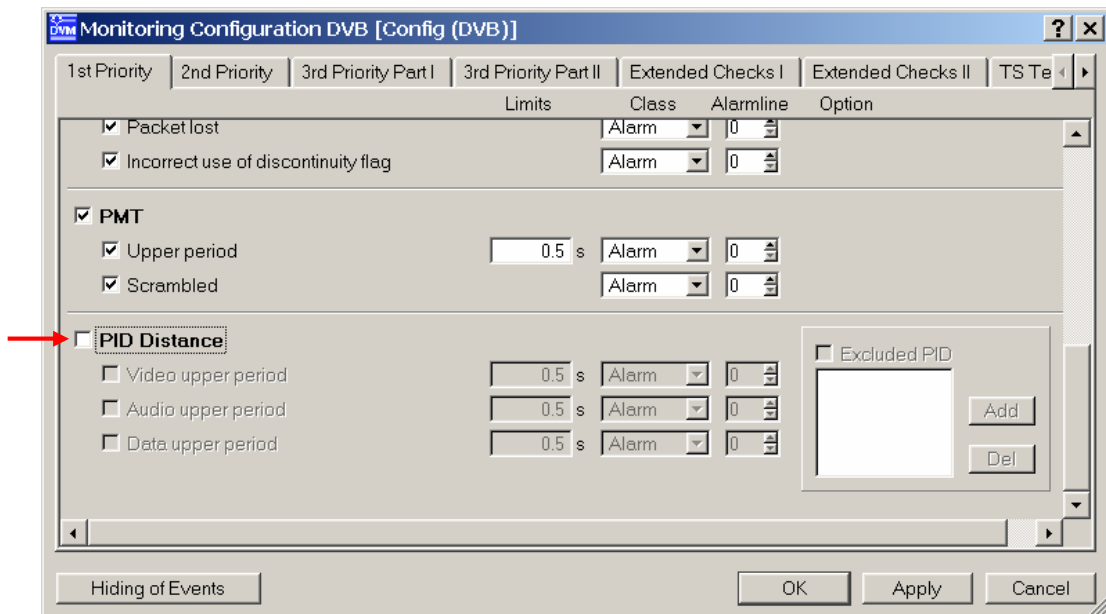 DVM Monitoring Configuration DVB [Config (DVB)] ?
1st Priority 2nd Priority 3rd Priority Part I 3rd Priority Part II Extended Checks I Extended Checks II TS Te
Limits Class Alarmline Option
Packet lost Alarm 0
Incorrect use of discontinuity flag Alarm 0
PMT
Upper period 0.5 s Alarm 0
Scrambled Alarm 0
PID Distance
Excluded PID
Video upper period 0.5 s Alarm 0
Audio upper period 0.5 s Alarm 0
Add
Data upper period 0.5 s Alarm 0
Del
Hiding of Events OK Apply Cancel